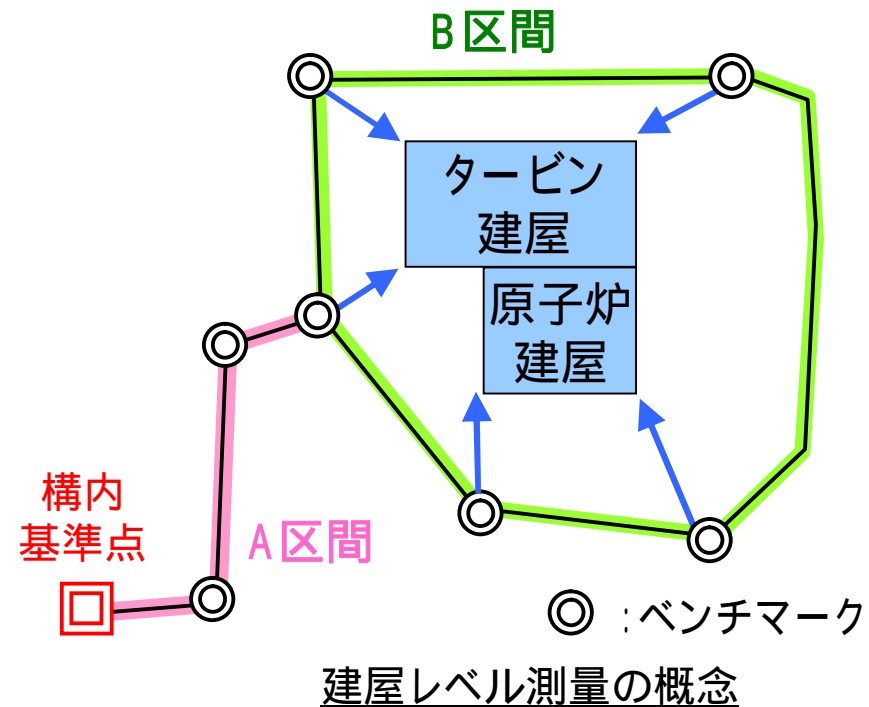 B区間
タービン
建屋
原子炉
建屋
構内
基準点
A区間
:ベンチマーク
建屋レベル測量の概念